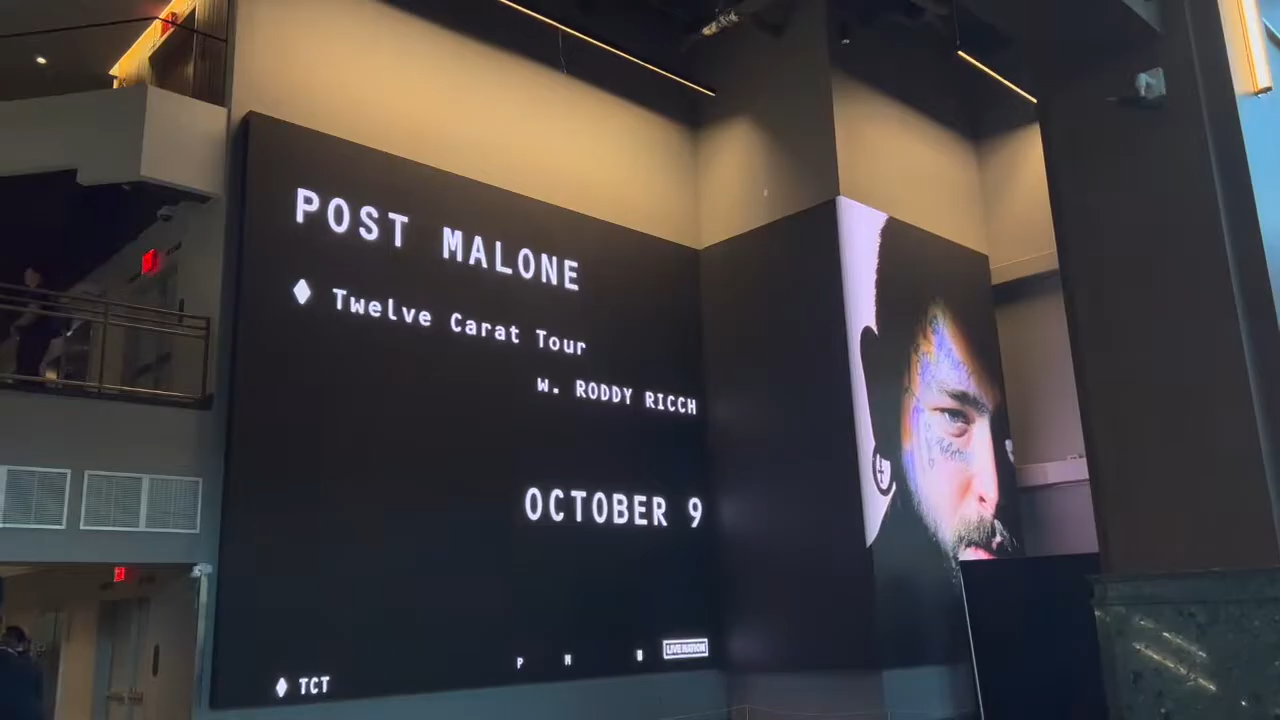 POST MALONE
♦ Twelve Carat Tour
w. RODDY RICCH
OCTOBER 9
P M
LIVE NATION
♦ TCT